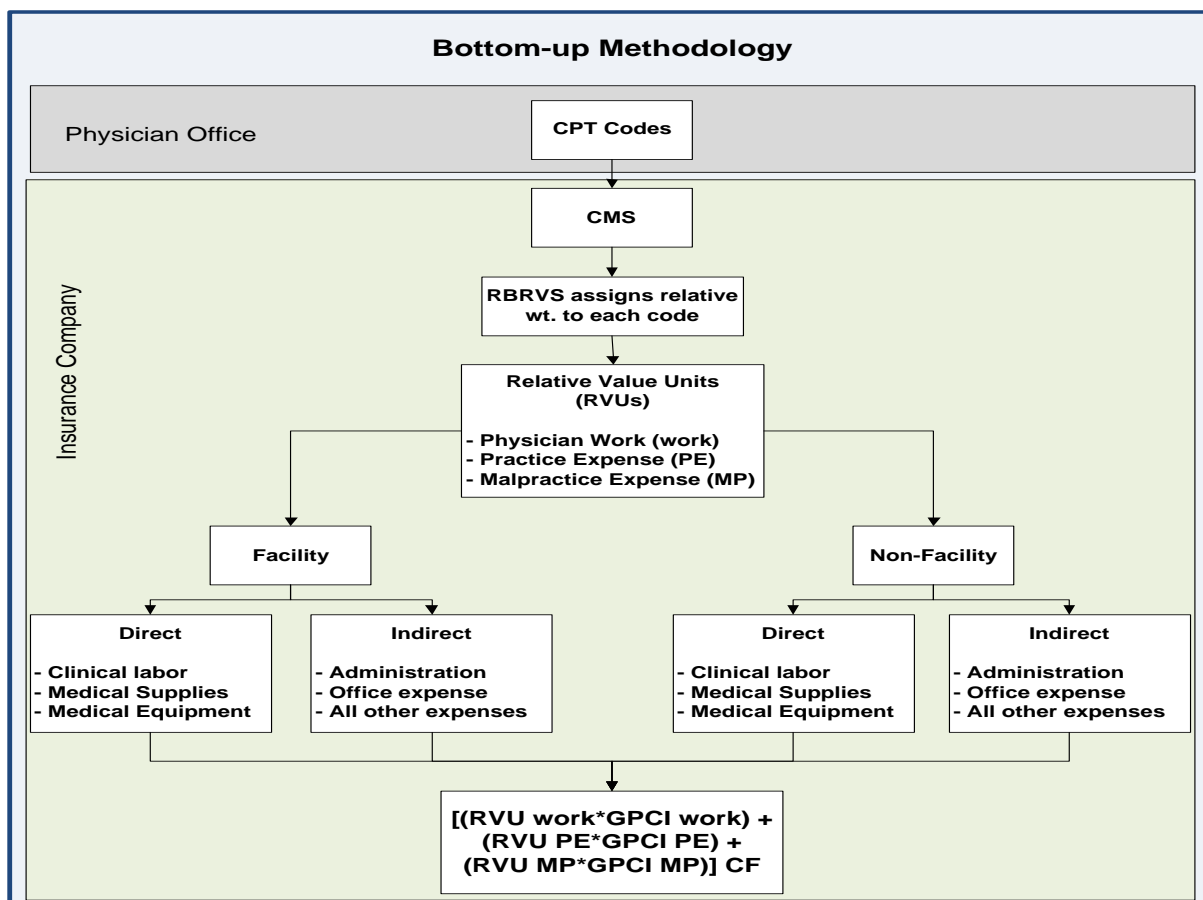 Bottom-up Methodology
Physician Office
CPT Codes
Insurance Company
CMS
RBRVS assigns relative
wt. to each code
Relative Value Units
(RVUs)
- Physician Work (work)
- Practice Expense (PE)
- Malpractice Expense (MP)
Facility
Non-Facility
Direct
- Clinical labor
- Medical Supplies
- Medical Equipment
Indirect
- Administration
- Office expense
- All other expenses
Direct
- Clinical labor
- Medical Supplies
- Medical Equipment
Indirect
- Administration
- Office expense
- All other expenses
[(RVU work*GPCI work) +
(RVU PE*GPCI PE) +
(RVU MP*GPCI MP)] CF